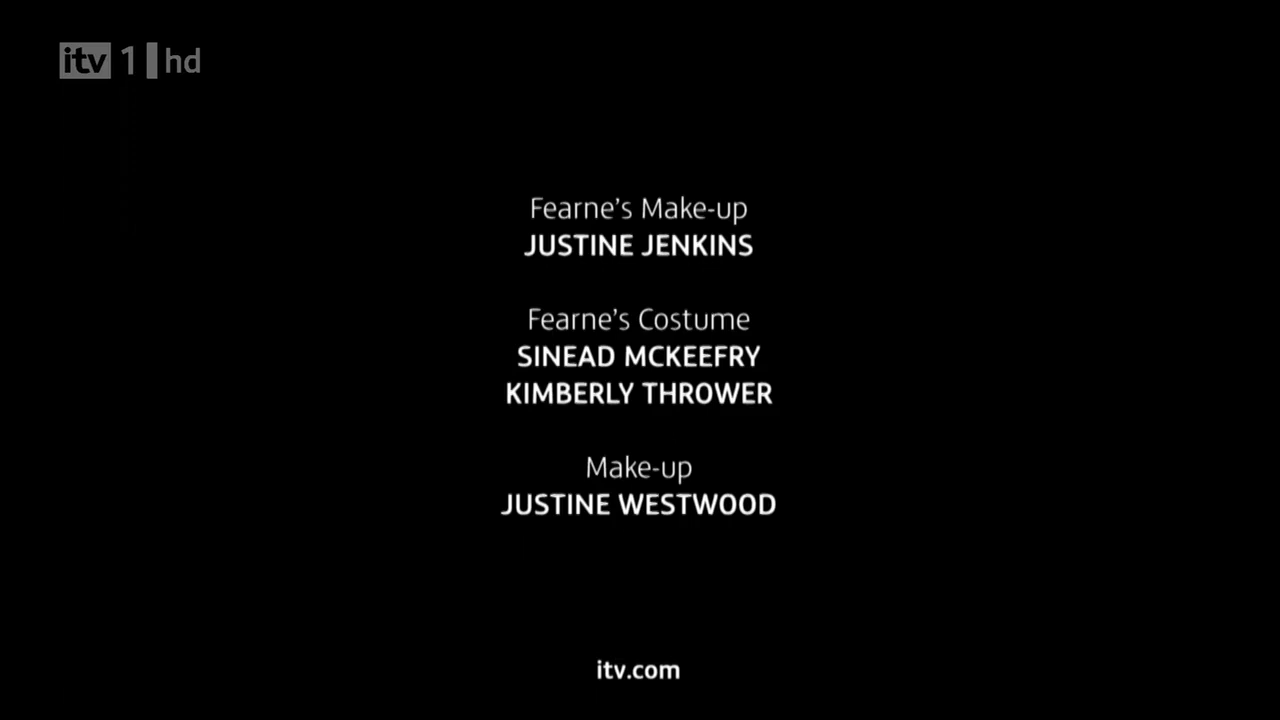 itv 1 hd
Fearne's Make-up
JUSTINE JENKINS
Fearne's Costume
SINEAD MCKEEFRY
KIMBERLY THROWER
Make-up
JUSTINE WESTWOOD
itv.com